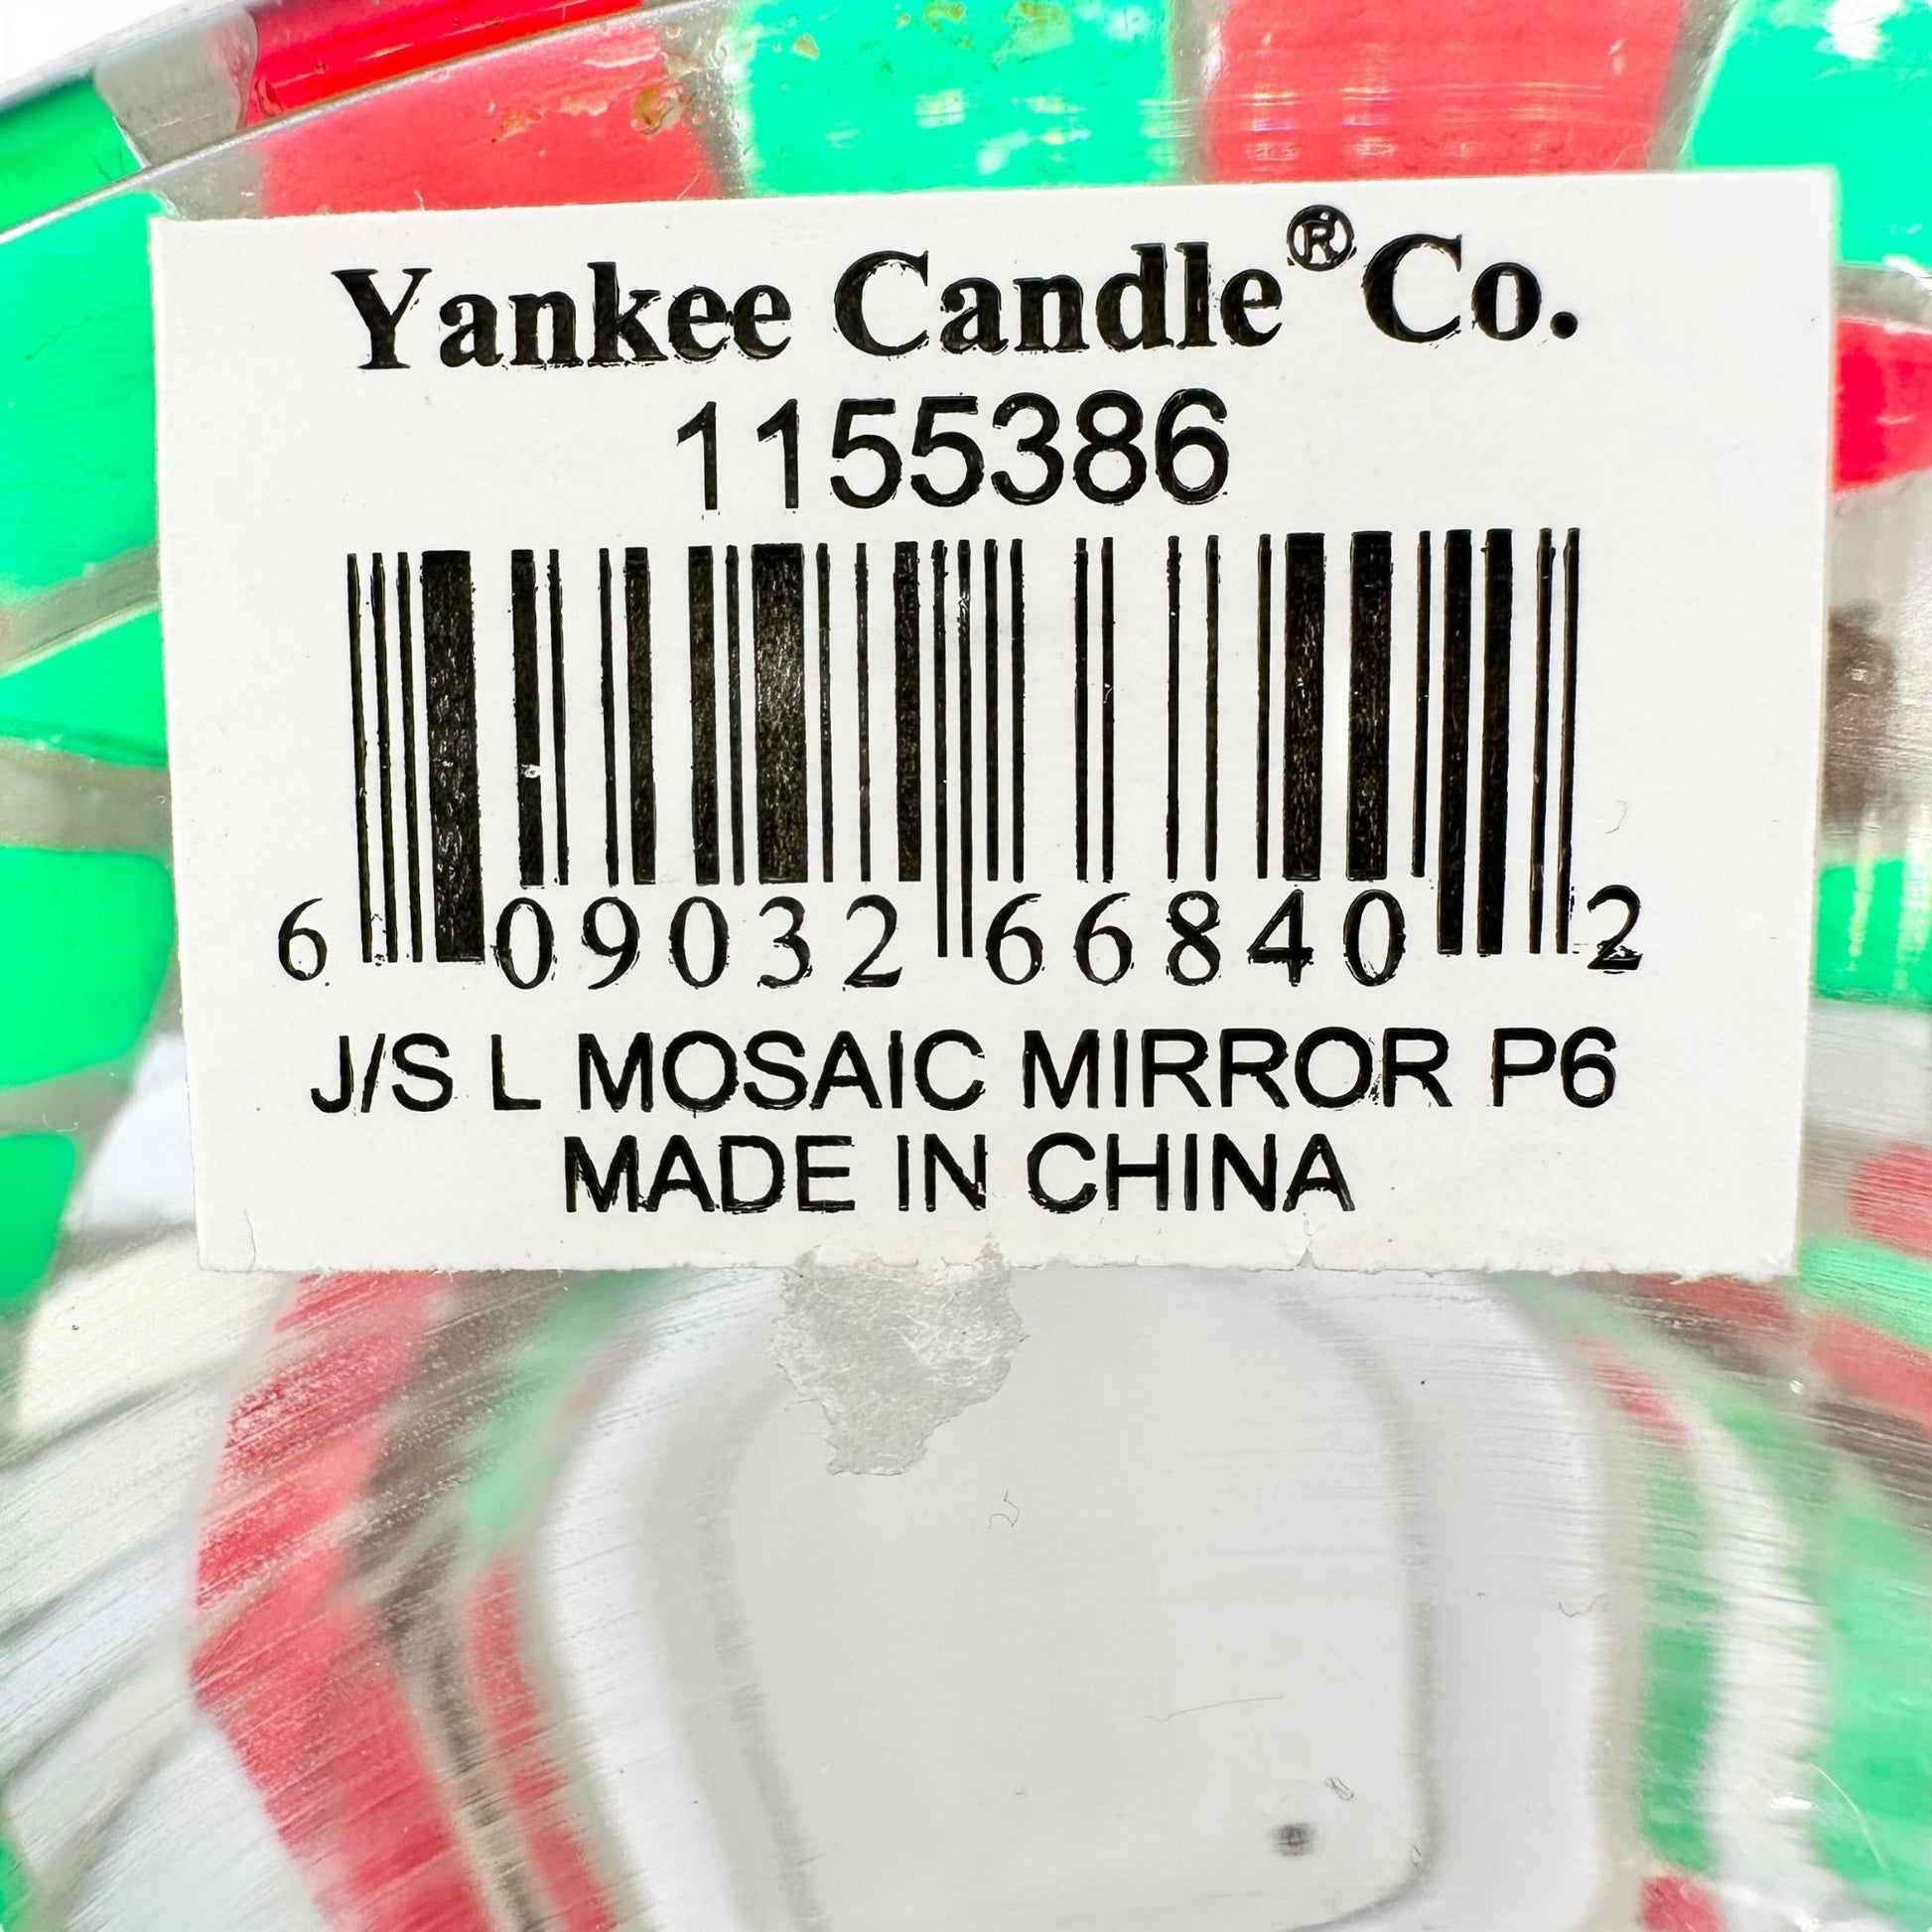 Yankee Candle® Co.
1155386
6 09032 66840 2
J/S L MOSAIC MIRROR P6
MADE IN CHINA